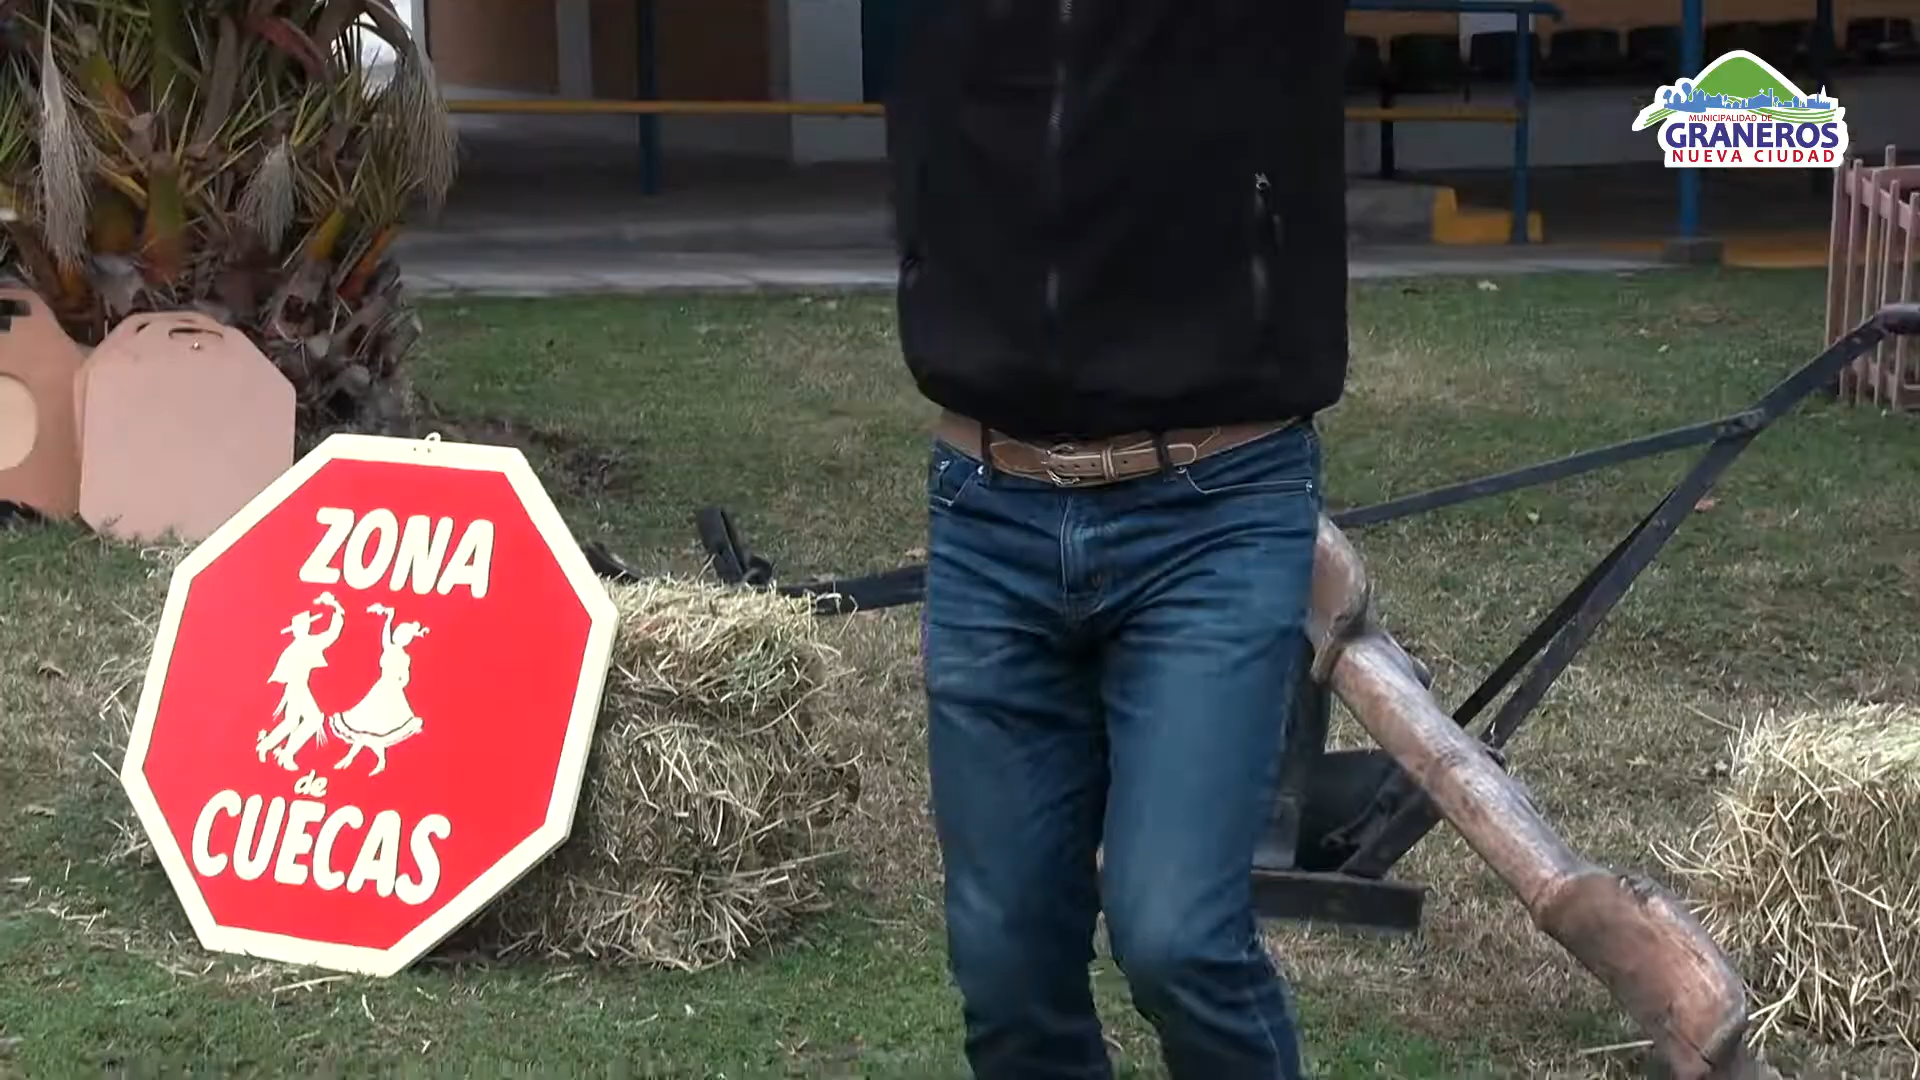 MUNICIPALIDAD DE
GRANEROS
NUEVA CIUDAD
ZONA
de
CUECAS